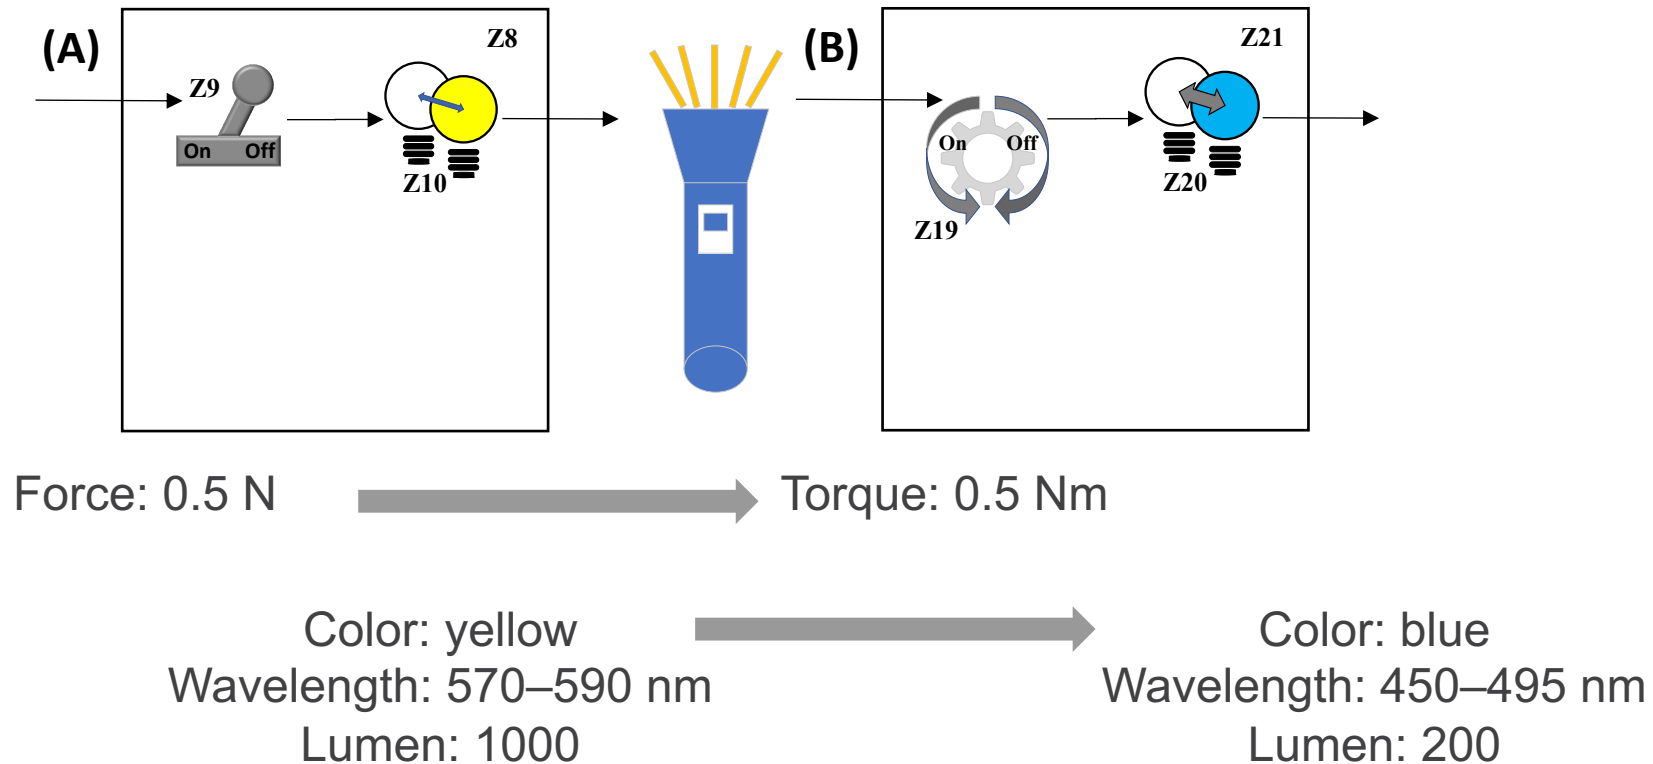 (A)
Z8
Z9
On Off
Z10
(B)
Z21
On Off
Z19
Z20
Force: 0.5 N
Torque: 0.5 Nm
Color: yellow
Wavelength: 570–590 nm
Lumen: 1000
Color: blue
Wavelength: 450–495 nm
Lumen: 200